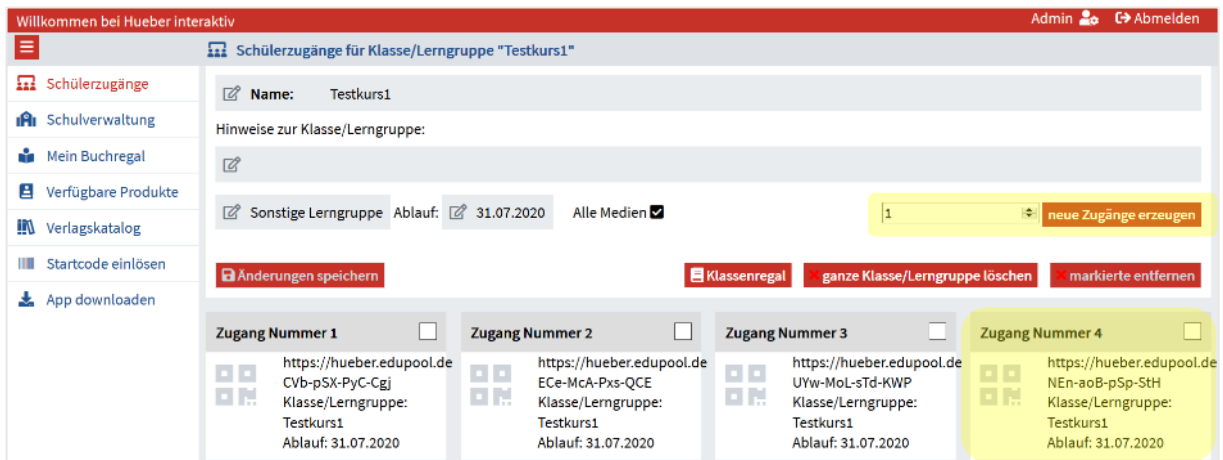 Willkommen bei Hueber interaktiv
Admin Abmelden
Schülerzugänge für Klasse/Lerngruppe "Testkurs1"
Schülerzugänge
Schulverwaltung
Mein Buchregal
Verfügbare Produkte
Verlagskatalog
Startcode einlösen
App downloaden
Name: Testkurs1
Hinweise zur Klasse/Lerngruppe:
Sonstige Lerngruppe Ablauf: 31.07.2020 Alle Medien 1 neue Zugänge erzeugen
Änderungen speichern Klassenregal ganze Klasse/Lerngruppe löschen markierte entfernen
Zugang Nummer 1
https://hueber.edupool.de
CVb-pSX-PyC-Cgj
Klasse/Lerngruppe:
Testkurs1
Ablauf: 31.07.2020
Zugang Nummer 2
https://hueber.edupool.de
ECe-McA-Pxs-QCE
Klasse/Lerngruppe:
Testkurs1
Ablauf: 31.07.2020
Zugang Nummer 3
https://hueber.edupool.de
UYw-MoL-sTd-KWP
Klasse/Lerngruppe:
Testkurs1
Ablauf: 31.07.2020
Zugang Nummer 4
https://hueber.edupool.de
NEn-aoB-pSp-StH
Klasse/Lerngruppe:
Testkurs1
Ablauf: 31.07.2020